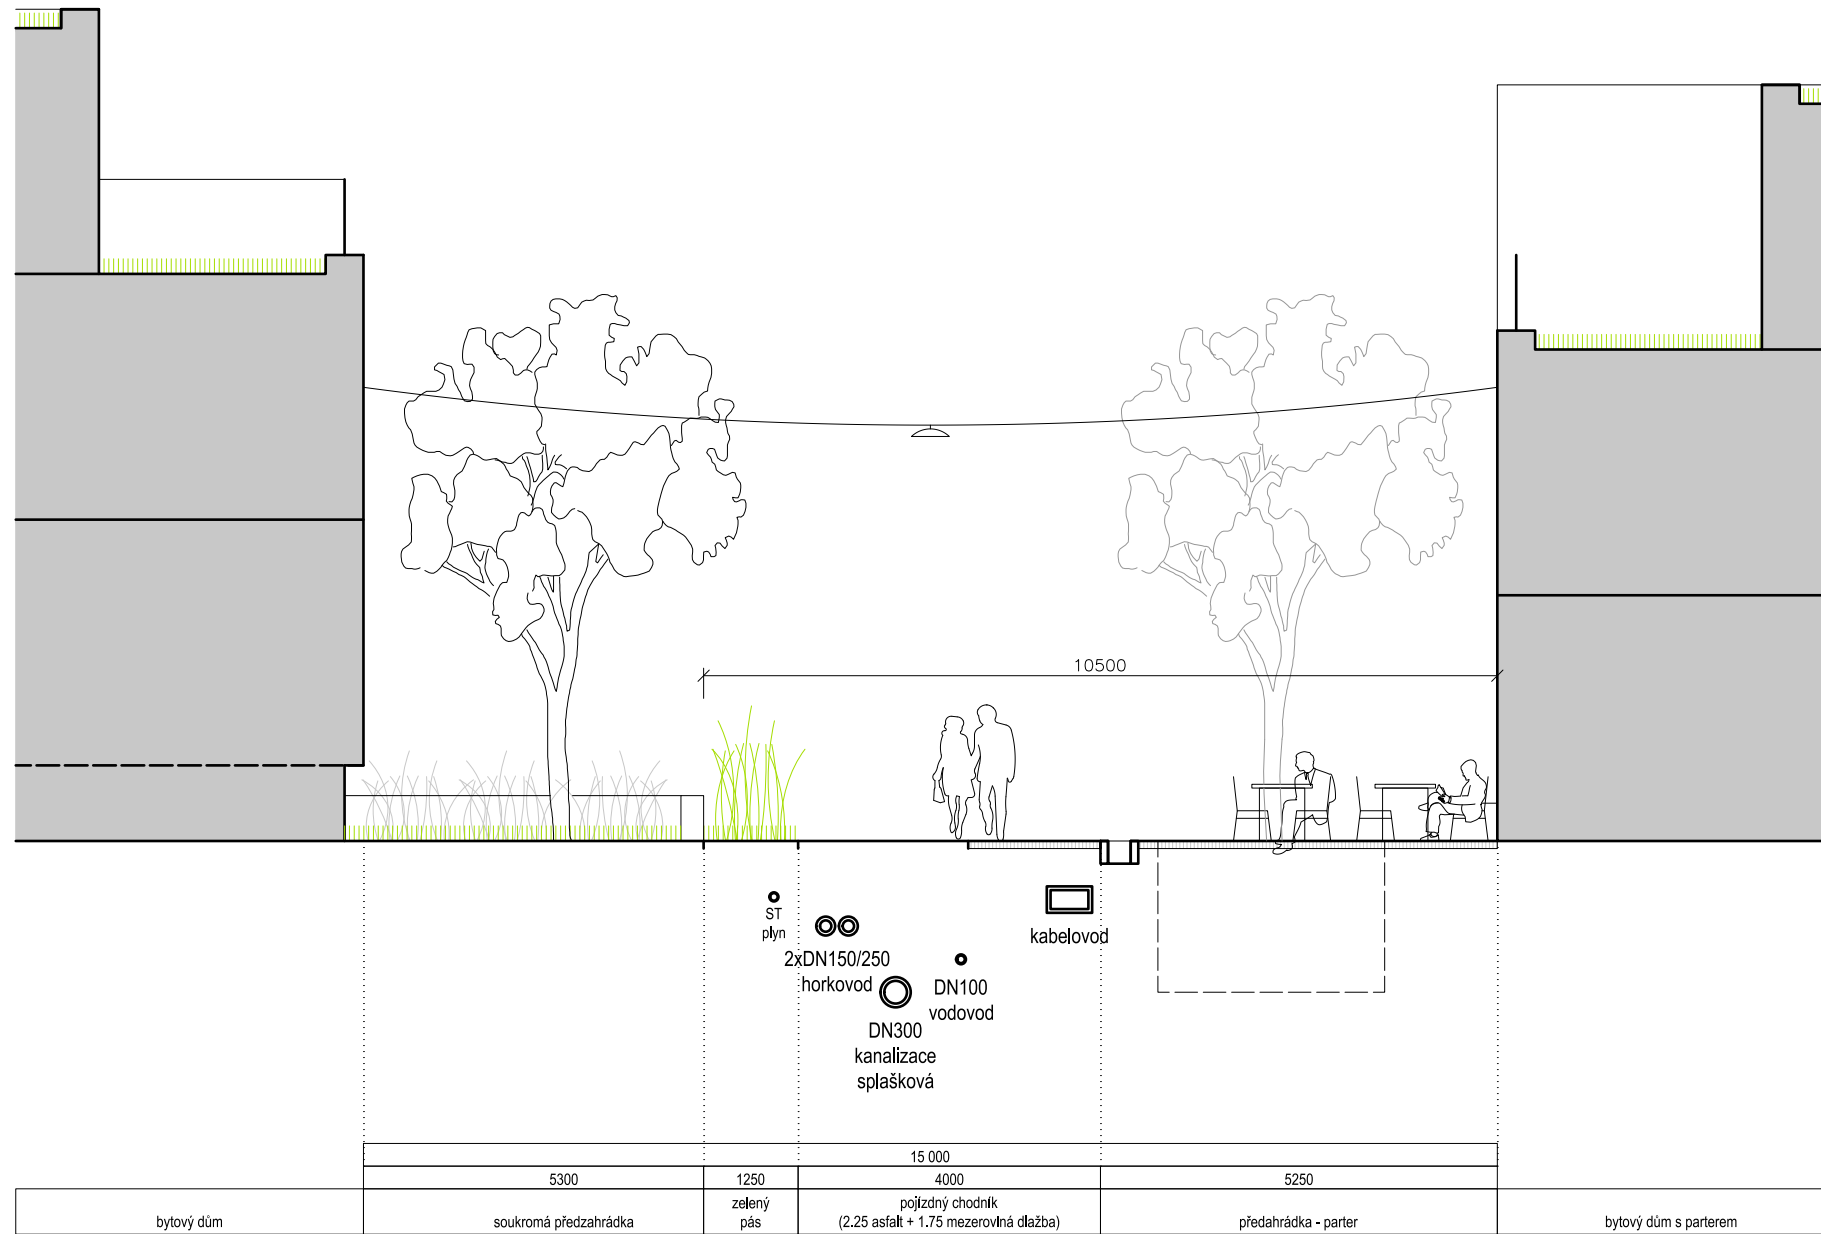 10500
ST
plyn
2xDN150/250
horkovod
DN300
kanalizace
splašková
DN100
vodovod
kabelovod
15 000
5300
1250
4000
5250
bytový dům
soukromá předzahrádka
zelený
pás
pojízdný chodník
(2.25 asfalt + 1.75 mezerovlná dlažba)
předahrádka - parter
bytový dům s parterem